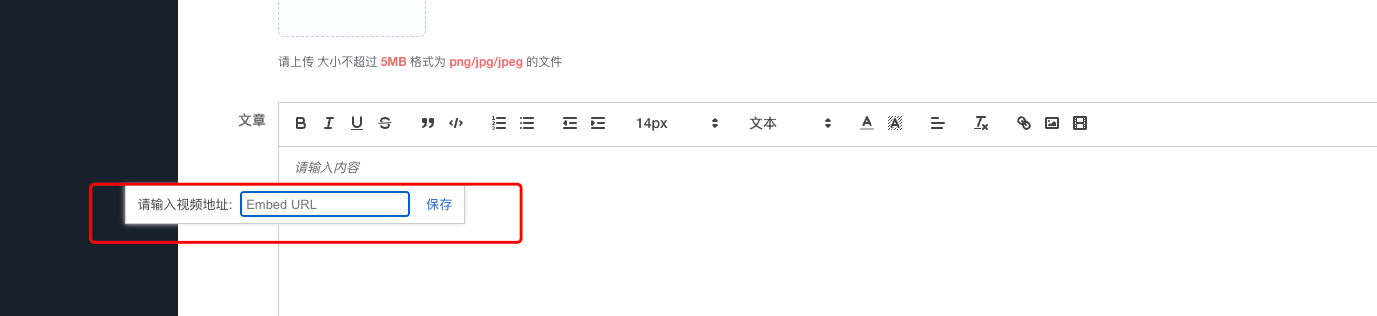 请上传 大小不超过 5MB 格式为 png/jpg/jpeg 的文件
文章
B I U S 14px 文本 A A
请输入内容
请输入视频地址: Embed URL 保存